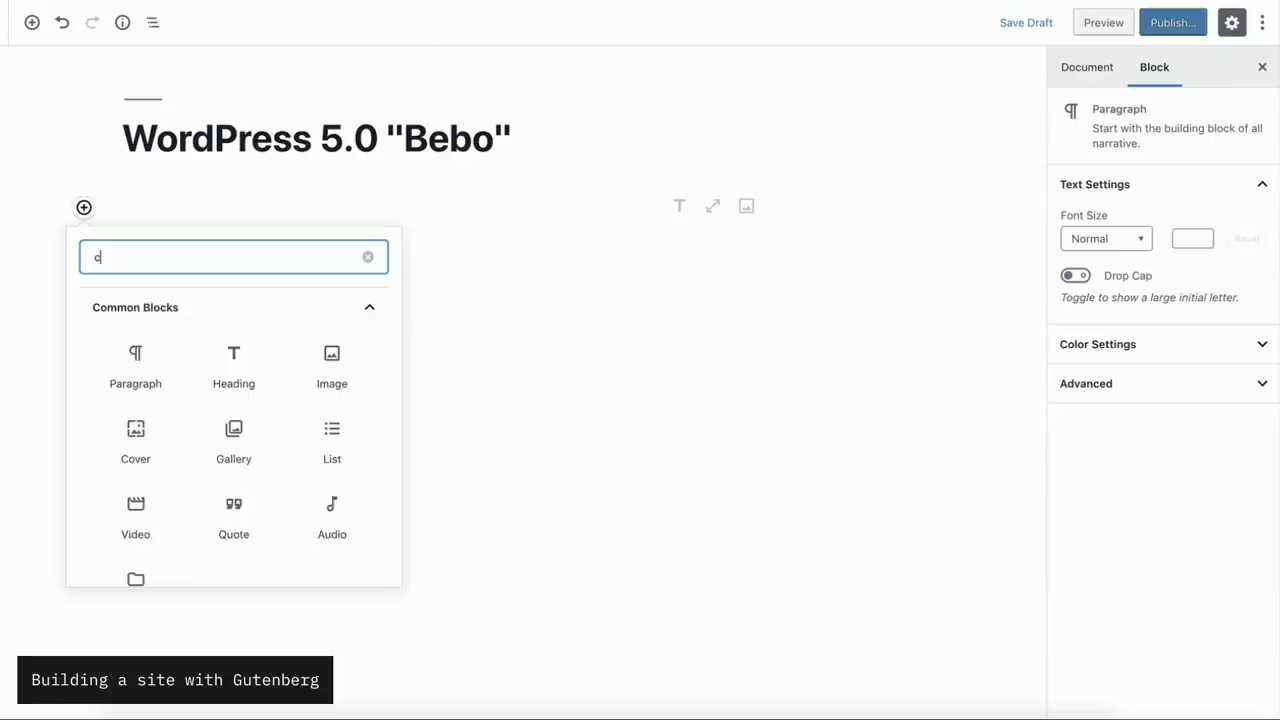 Save Draft
Preview
Publish...
Document
Block
Paragraph
Start with the building block of all
narrative.
WordPress 5.0 "Bebo"
Text Settings
Font Size
Normal
Reset
Drop Cap
Toggle to show a large initial letter.
Color Settings
Advanced
c
Common Blocks
Paragraph
Heading
Image
Cover
Gallery
List
Video
Quote
Audio
Building a site with Gutenberg